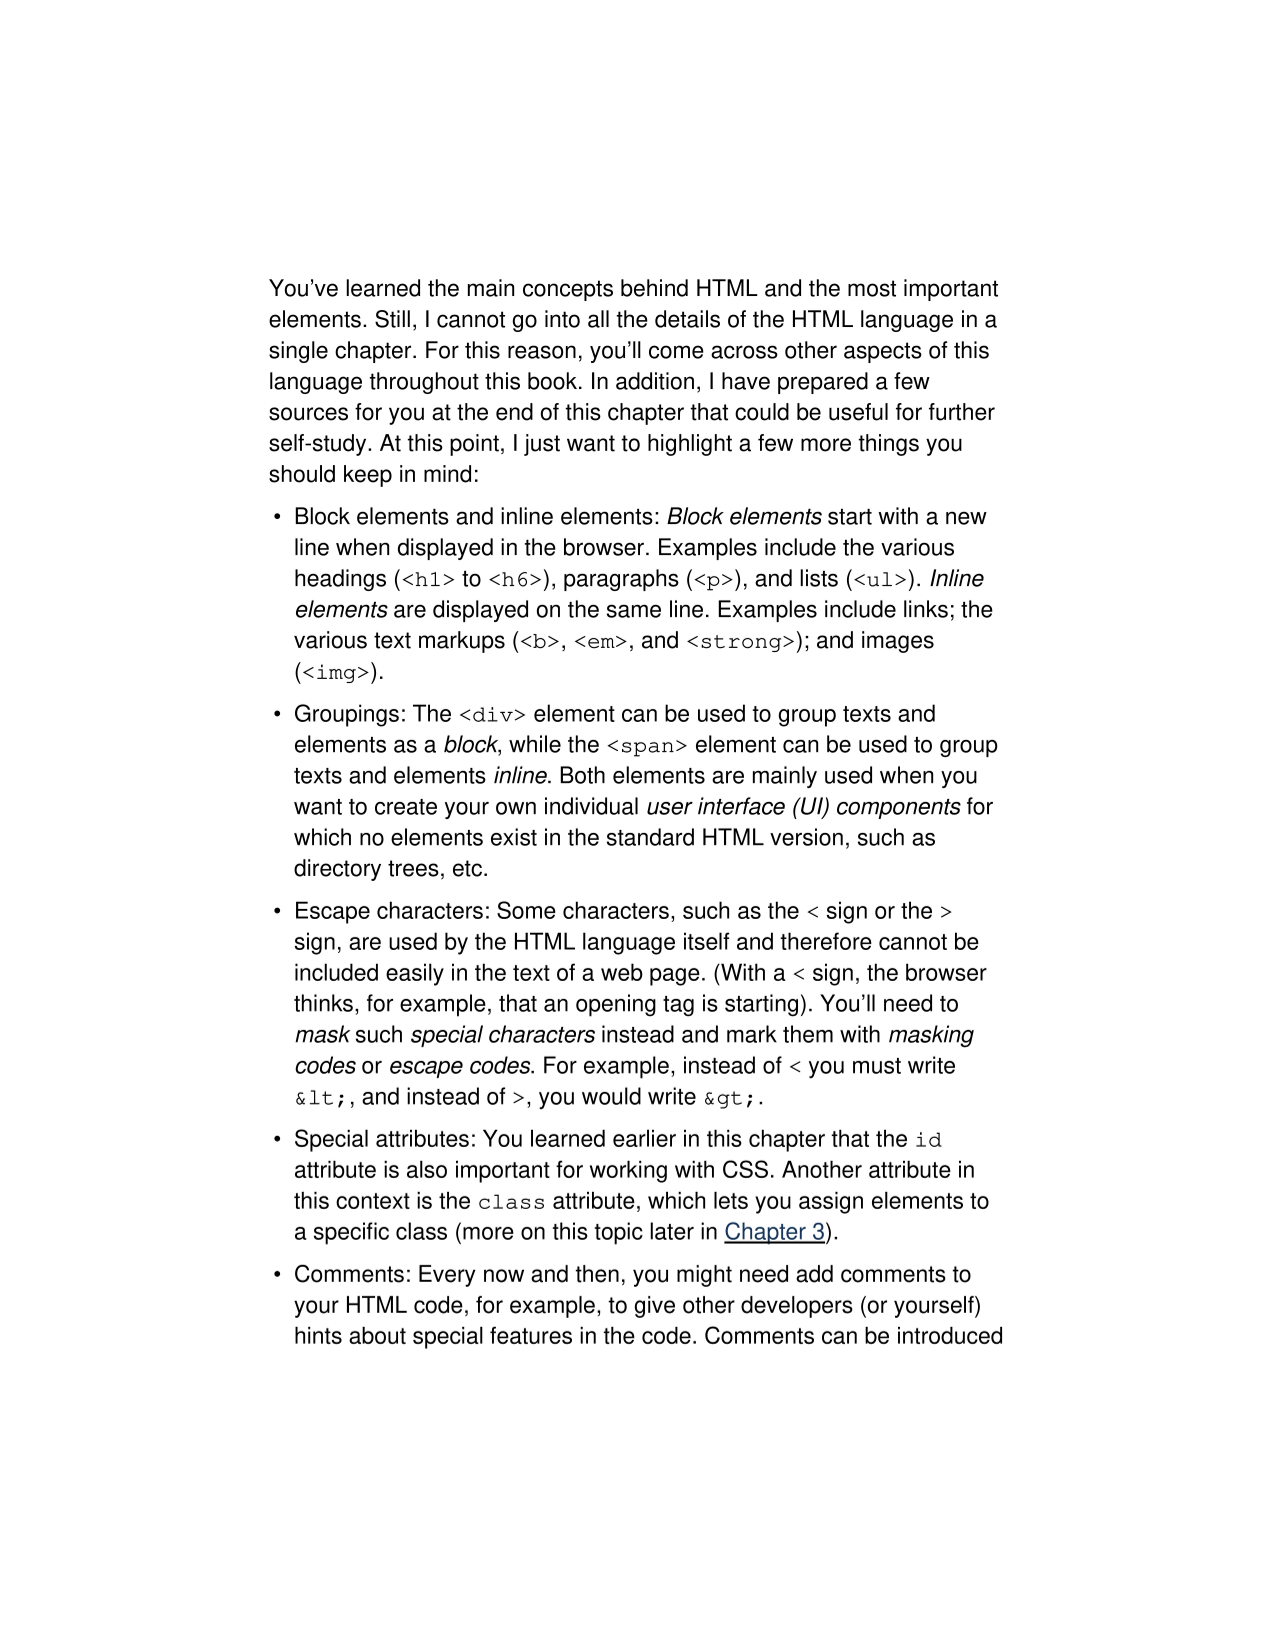 You’ve learned the main concepts behind HTML and the most important
elements. Still, I cannot go into all the details of the HTML language in a
single chapter. For this reason, you’ll come across other aspects of this
language throughout this book. In addition, I have prepared a few
sources for you at the end of this chapter that could be useful for further
self-study. At this point, I just want to highlight a few more things you
should keep in mind:
• Block elements and inline elements: Block elements start with a new
line when displayed in the browser. Examples include the various
headings (<h1> to <h6>), paragraphs (<p>), and lists (<ul>). Inline
elements are displayed on the same line. Examples include links; the
various text markups (<b>, <em>, and <strong>); and images
(<img>).
• Groupings: The <div> element can be used to group texts and
elements as a block, while the <span> element can be used to group
texts and elements inline. Both elements are mainly used when you
want to create your own individual user interface (UI) components for
which no elements exist in the standard HTML version, such as
directory trees, etc.
• Escape characters: Some characters, such as the < sign or the >
sign, are used by the HTML language itself and therefore cannot be
included easily in the text of a web page. (With a < sign, the browser
thinks, for example, that an opening tag is starting). You’ll need to
mask such special characters instead and mark them with masking
codes or escape codes. For example, instead of < you must write
&lt;, and instead of >, you would write &gt;.
• Special attributes: You learned earlier in this chapter that the id
attribute is also important for working with CSS. Another attribute in
this context is the class attribute, which lets you assign elements to
a specific class (more on this topic later in Chapter 3).
• Comments: Every now and then, you might need add comments to
your HTML code, for example, to give other developers (or yourself)
hints about special features in the code. Comments can be introduced